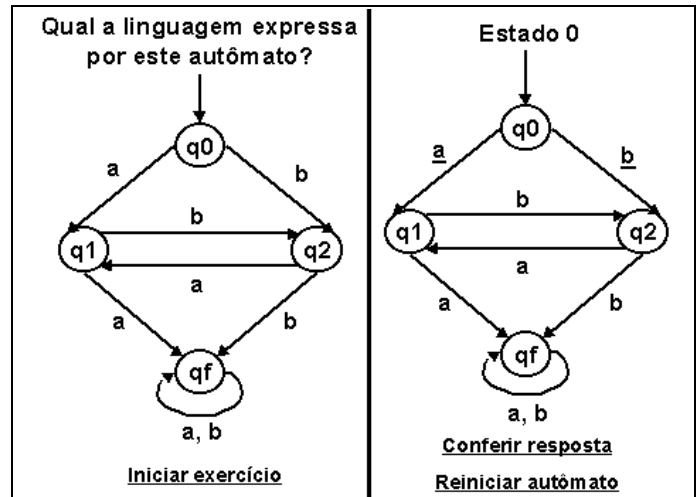 Qual a linguagem expressa
por este autômato?
q0
a
b
b
q1
q2
a
a
b
qf
a, b
Iniciar exercício
Estado 0
q0
a
b
b
q1
q2
a
a
b
qf
a, b
Conferir resposta
Reiniciar autômato